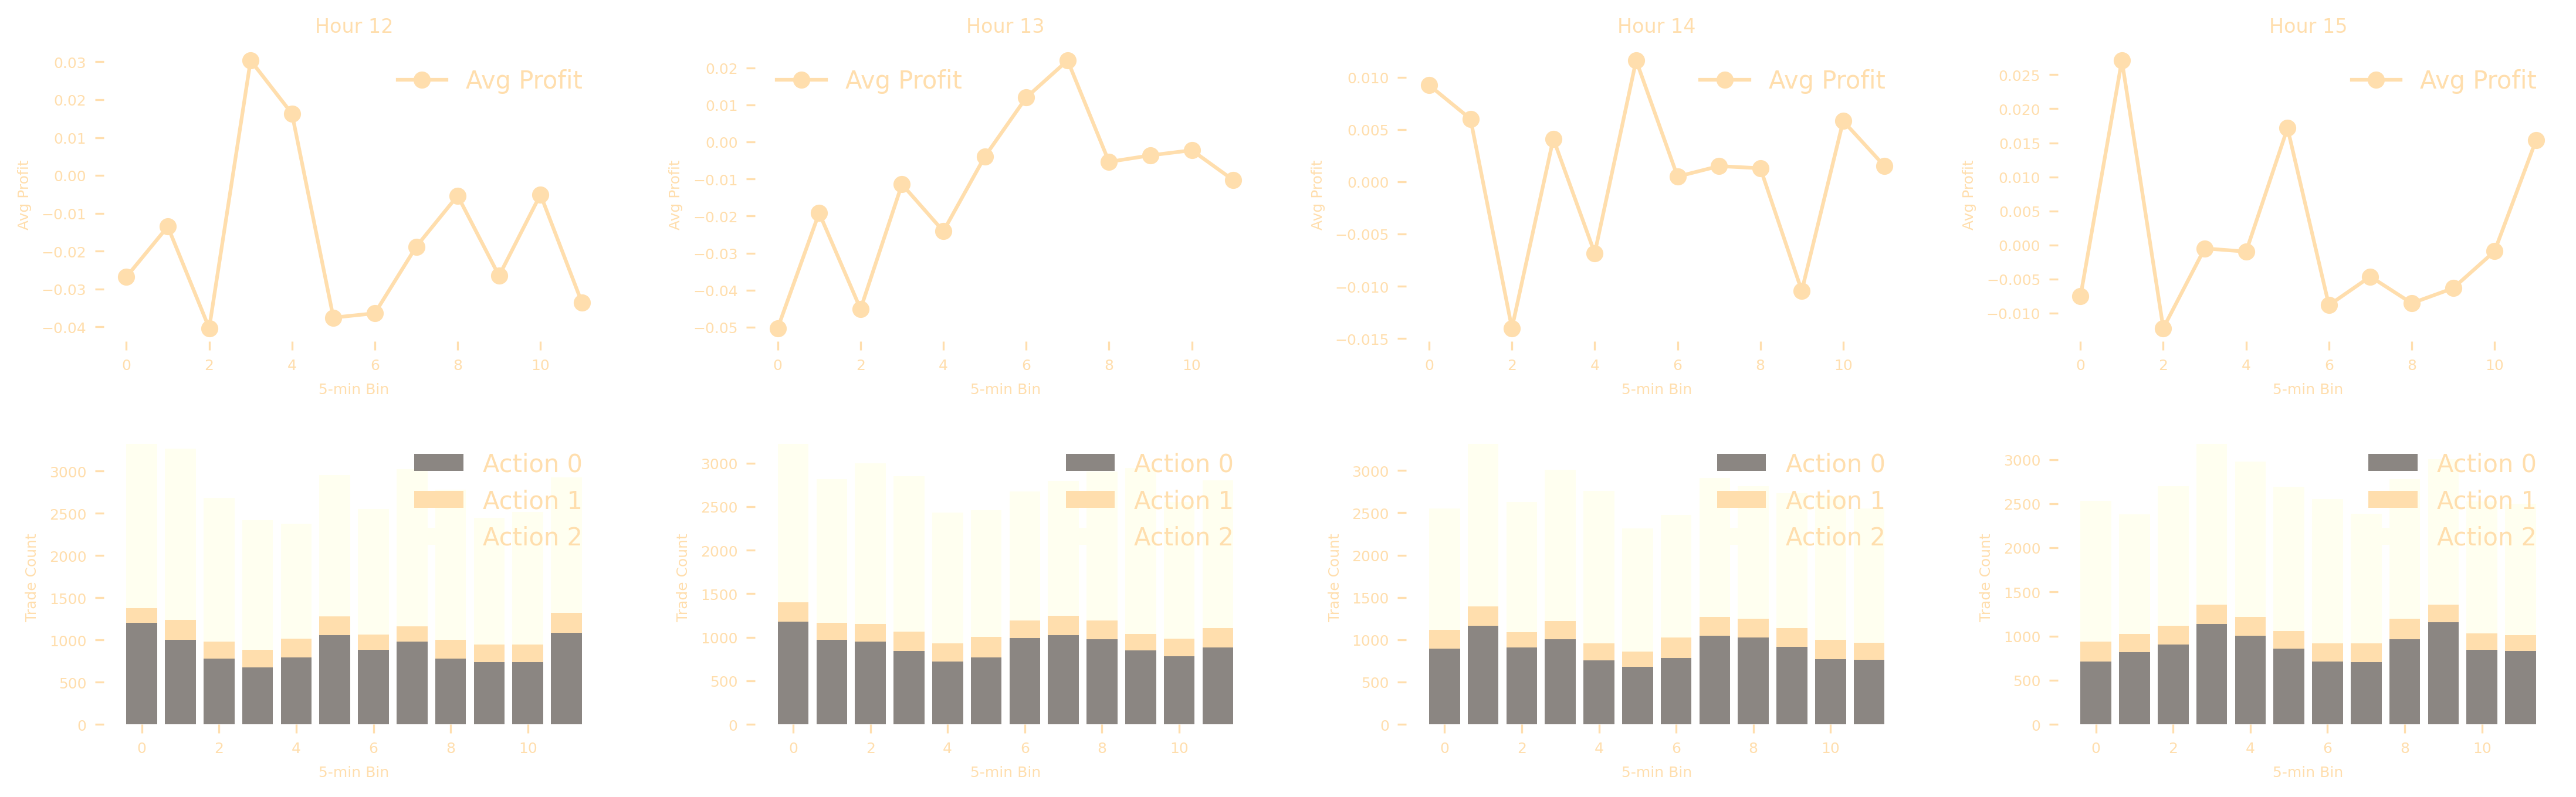 Hour 12
Avg Profit
Avg Profit
0.03
0.02
0.01
0.00
−0.01
−0.02
−0.03
−0.04
0 2 4 6 8 10
5-min Bin
Hour 13
Avg Profit
Avg Profit
0.02
0.01
0.00
−0.01
−0.02
−0.03
−0.04
−0.05
0 2 4 6 8 10
5-min Bin
Hour 14
Avg Profit
Avg Profit
0.010
0.005
0.000
−0.005
−0.010
−0.015
0 2 4 6 8 10
5-min Bin
Hour 15
Avg Profit
Avg Profit
0.025
0.020
0.015
0.010
0.005
0.000
−0.005
−0.010
0 2 4 6 8 10
5-min Bin
Action 0
Action 1
Action 2
Trade Count
3000
2500
2000
1500
1000
500
0
0 2 4 6 8 10
5-min Bin
Action 0
Action 1
Action 2
Trade Count
3000
2500
2000
1500
1000
500
0
0 2 4 6 8 10
5-min Bin
Action 0
Action 1
Action 2
Trade Count
3000
2500
2000
1500
1000
500
0
0 2 4 6 8 10
5-min Bin
Action 0
Action 1
Action 2
Trade Count
3000
2500
2000
1500
1000
500
0
0 2 4 6 8 10
5-min Bin